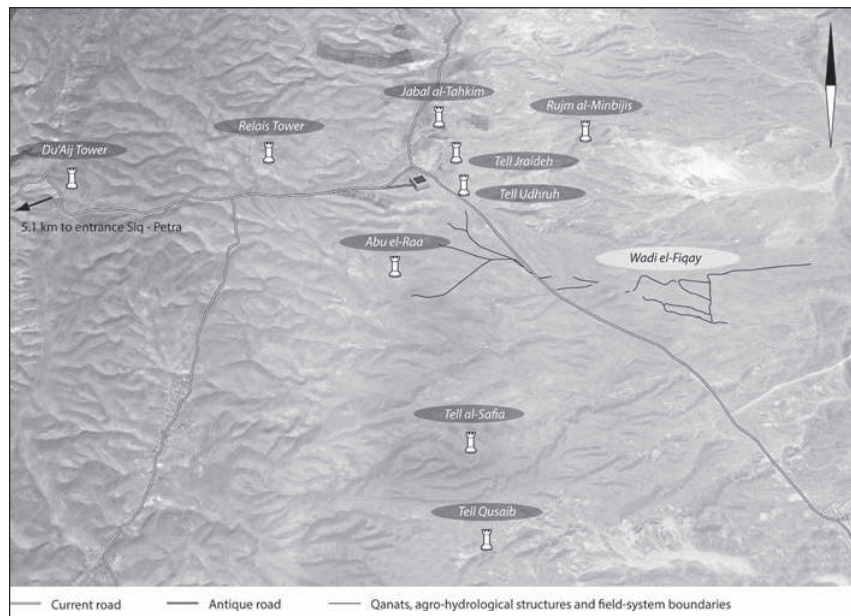 Jabal al-Tahkim
Rujm al-Minbijis
Relais Tower
Du'Aij Tower
Tell Jraideh
Tell Udhruh
5.1 km to entrance Siq - Petra
Abu el-Raa
Wadi el-Fiqay
Tell al-Safia
Tell Qusaib
Current road
Antique road
Qanats, agro-hydrological structures and field-system boundaries